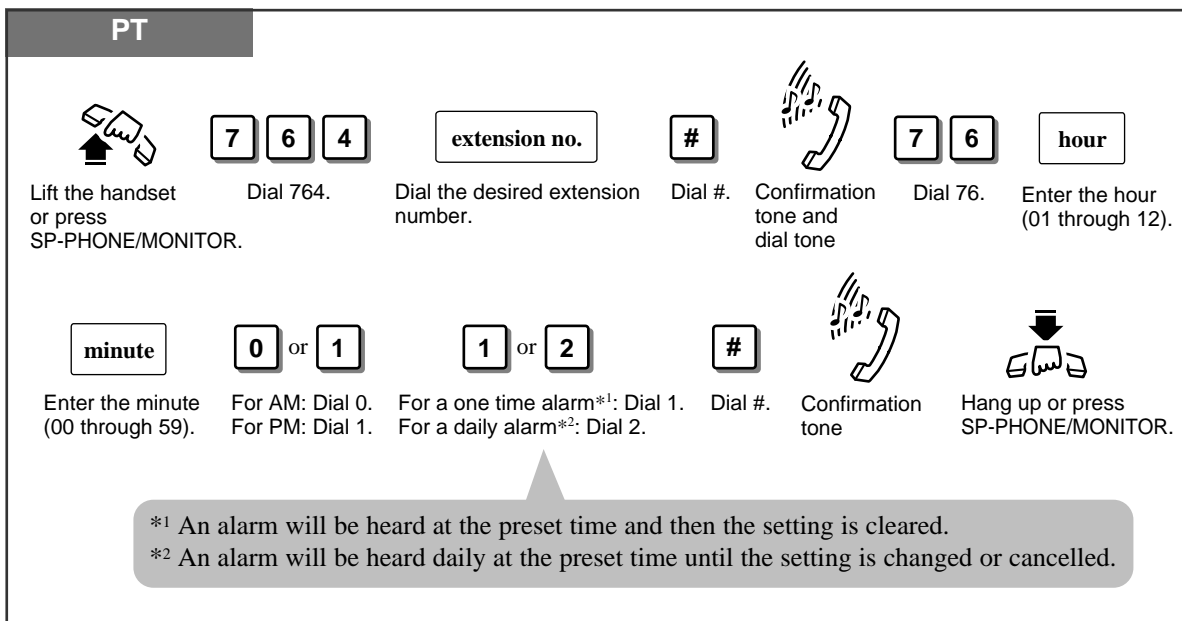 PT
7 6 4 extension no. # 7 6 hour
Lift the handset
or press
SP-PHONE/MONITOR.
Dial 764.
Dial the desired extension
number.
Dial #.
Confirmation
tone and
dial tone
Dial 76.
Enter the hour
(01 through 12).
minute 0 or 1 1 or 2 #
Enter the minute
(00 through 59).
For AM: Dial 0.
For PM: Dial 1.
For a one time alarm*1: Dial 1.
For a daily alarm*2: Dial 2.
Dial #.
Confirmation
tone
Hang up or press
SP-PHONE/MONITOR.
*1 An alarm will be heard at the preset time and then the setting is cleared.
*2 An alarm will be heard daily at the preset time until the setting is changed or cancelled.